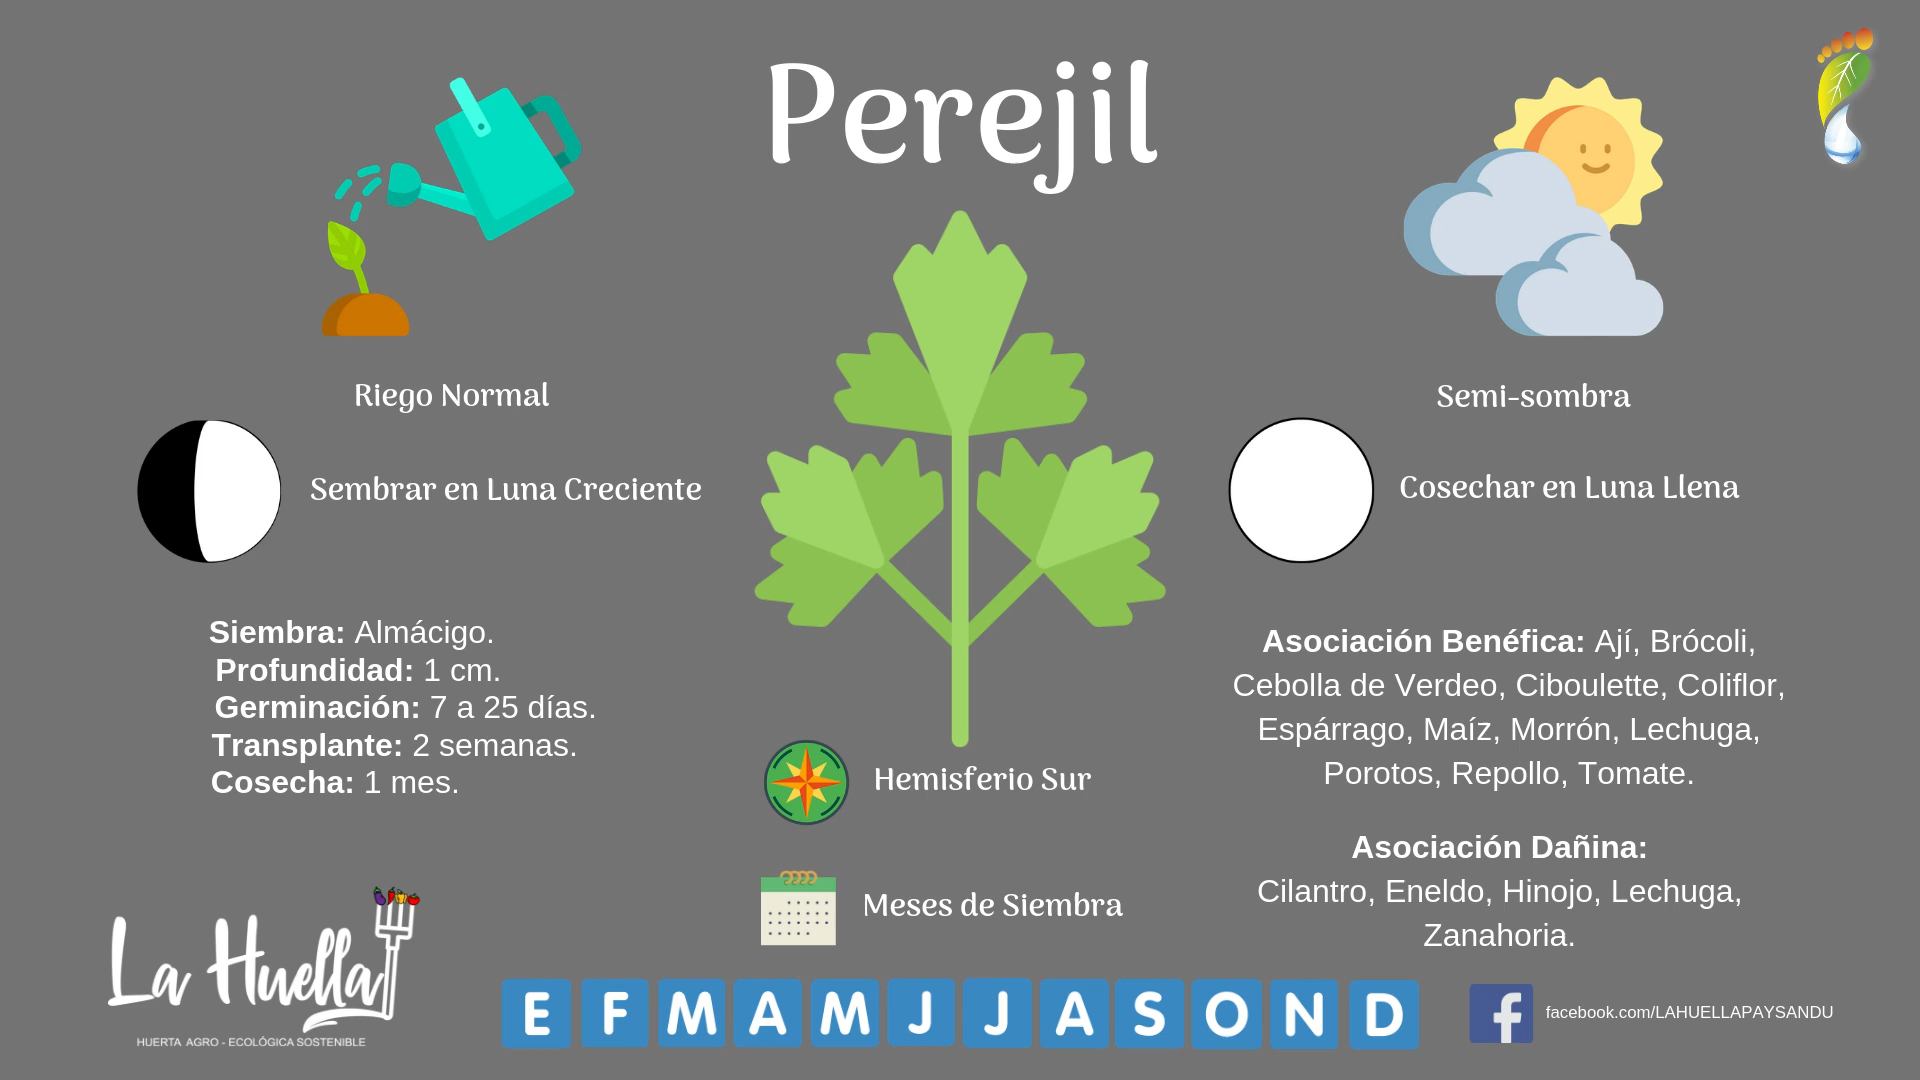 Perejil
Riego Normal
Semi-sombra
Sembrar en Luna Creciente
Cosechar en Luna Llena
Siembra: Almácigo.
Profundidad: 1 cm.
Germinación: 7 a 25 días.
Transplante: 2 semanas.
Cosecha: 1 mes.
Asociación Benéfica: Ají, Brócoli,
Cebolla de Verdeo, Ciboulette, Coliflor,
Espárrago, Maíz, Morrón, Lechuga,
Porotos, Repollo, Tomate.
Asociación Dañina:
Cilantro, Eneldo, Hinojo, Lechuga,
Zanahoria.
Hemisferio Sur
Meses de Siembra
La Huella
HUERTA AGRO - ECOLÓGICA SOSTENIBLE
E F M A M J J A S O N D
facebook.com/LAHUELLAPAYSANDU